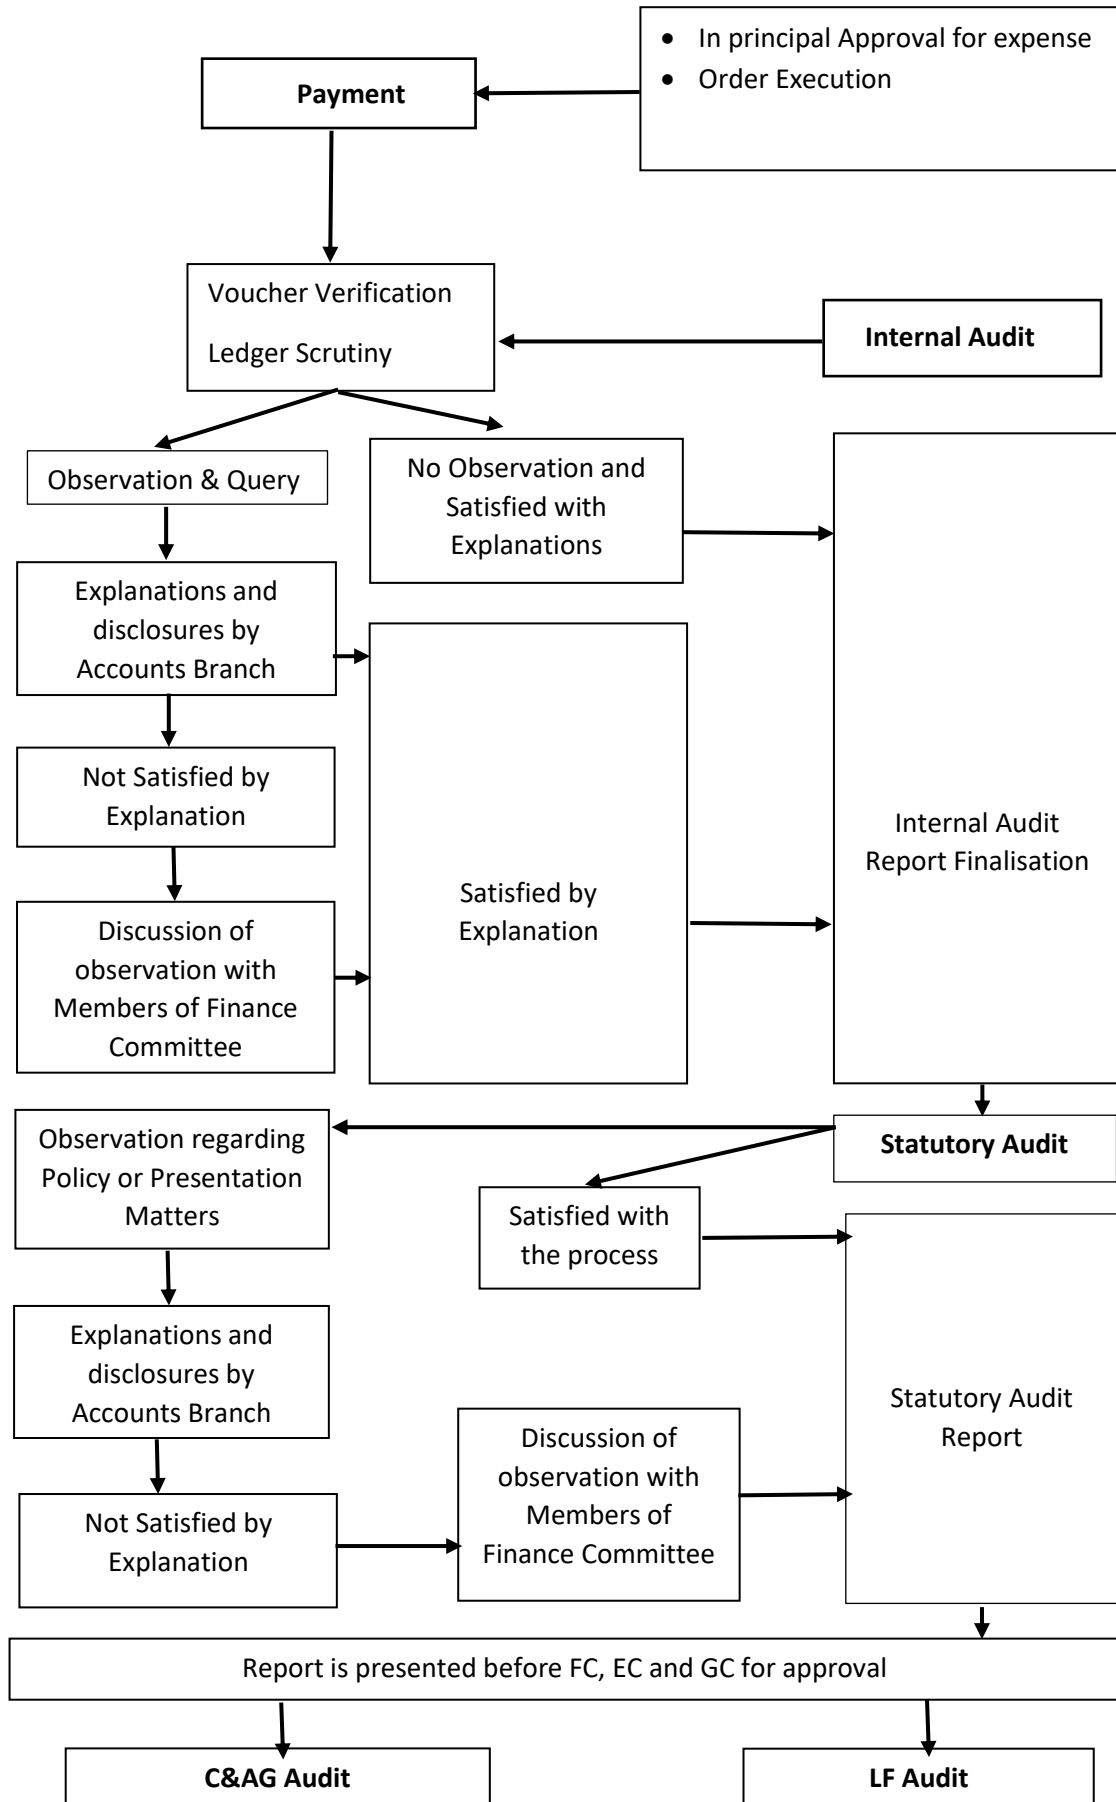 • In principal Approval for expense
• Order Execution
Payment
Voucher Verification
Ledger Scrutiny
Internal Audit
Observation & Query
No Observation and
Satisfied with
Explanations
Explanations and
disclosures by
Accounts Branch
Not Satisfied by
Explanation
Discussion of
observation with
Members of Finance
Committee
Satisfied by
Explanation
Internal Audit
Report Finalisation
Statutory Audit
Observation regarding
Policy or Presentation
Matters
Satisfied with
the process
Explanations and
disclosures by
Accounts Branch
Not Satisfied by
Explanation
Discussion of
observation with
Members of
Finance Committee
Statutory Audit
Report
Report is presented before FC, EC and GC for approval
C&AG Audit
LF Audit